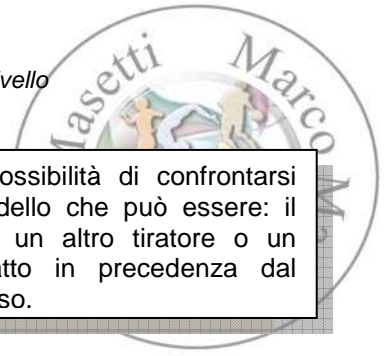 vello
Masetti Marco M
ossibilità di confrontarsi
dello che può essere: il
un altro tiratore o un
atto in precedenza dal
so.